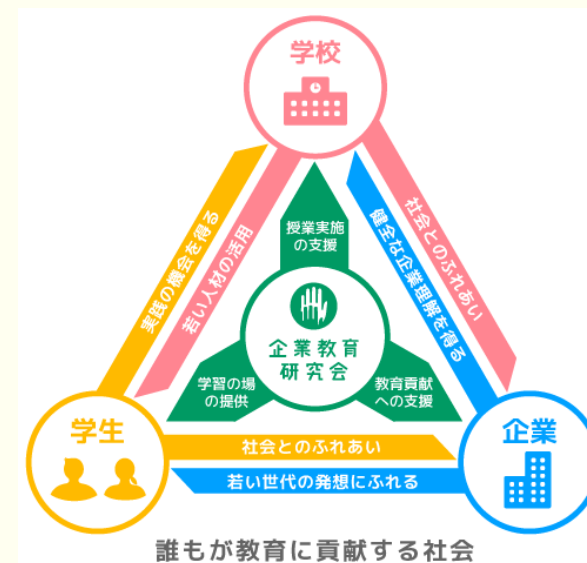 学校
実践の機会を得る
若い人材の活用
授業実施
の支援
健全な企業理解を得る
社会とのふれあい
企業教育
研究会
学習の場
の提供
教育貢献
への支援
学生
企業
社会とのふれあい
若い世代の発想にふれる
誰もが教育に貢献する社会